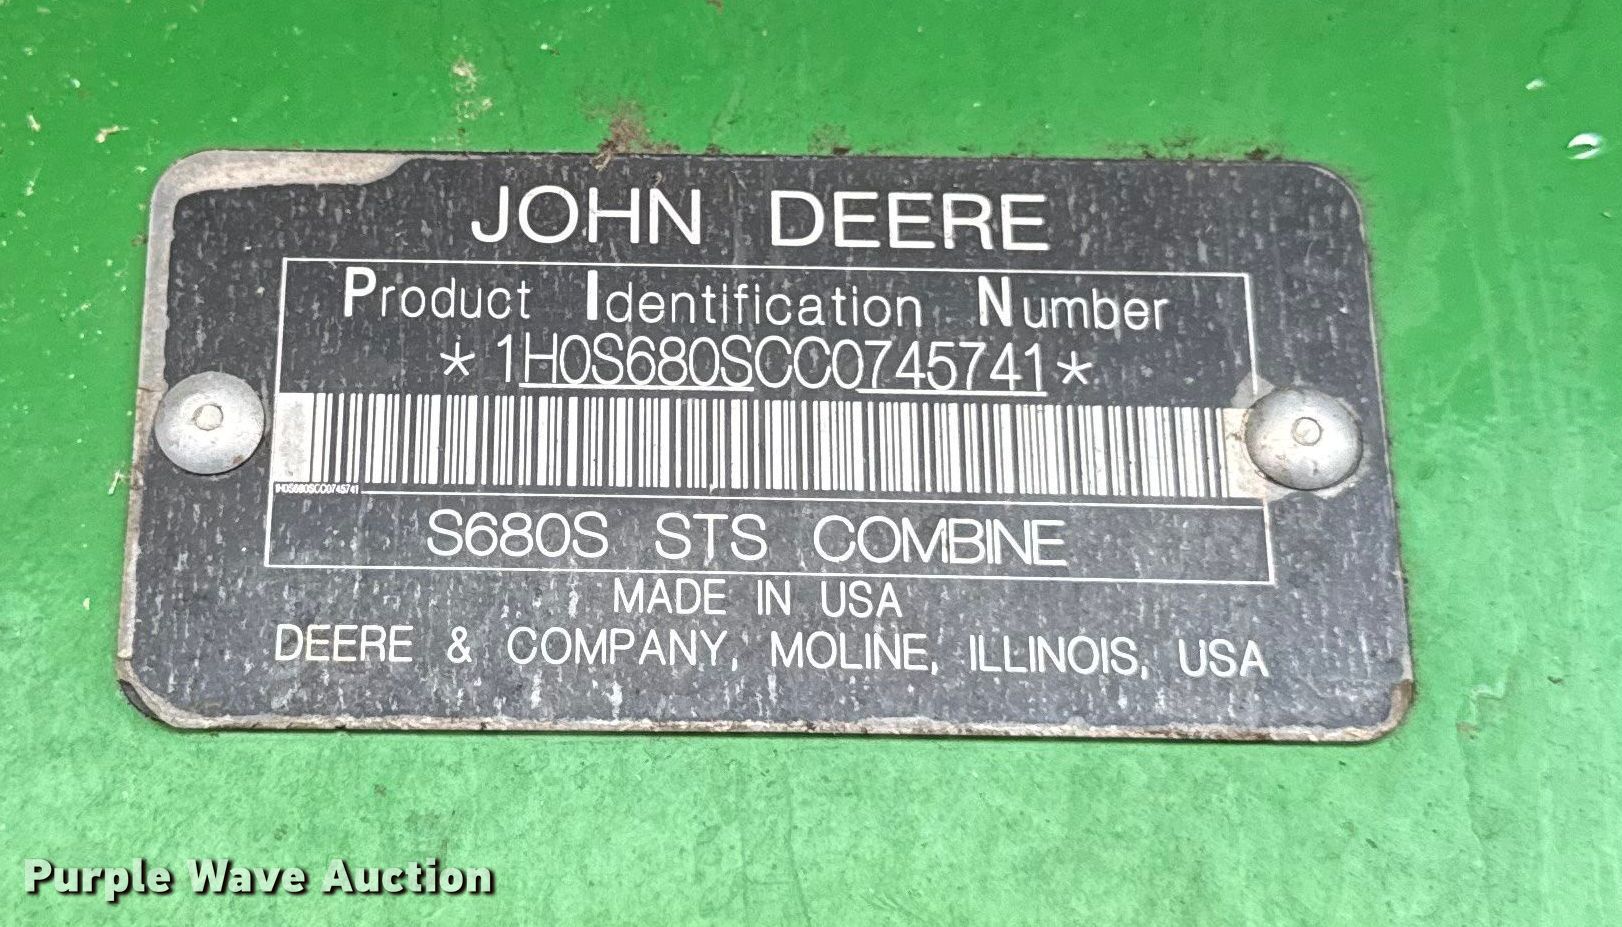 JOHN DEERE
Product Identification Number
*1H0S680SCCO745741*
1H0S680SCC0745741
S680S STS COMBINE
MADE IN USA
DEERE & COMPANY, MOLINE, ILLINOIS, USA
Purple Wave Auction